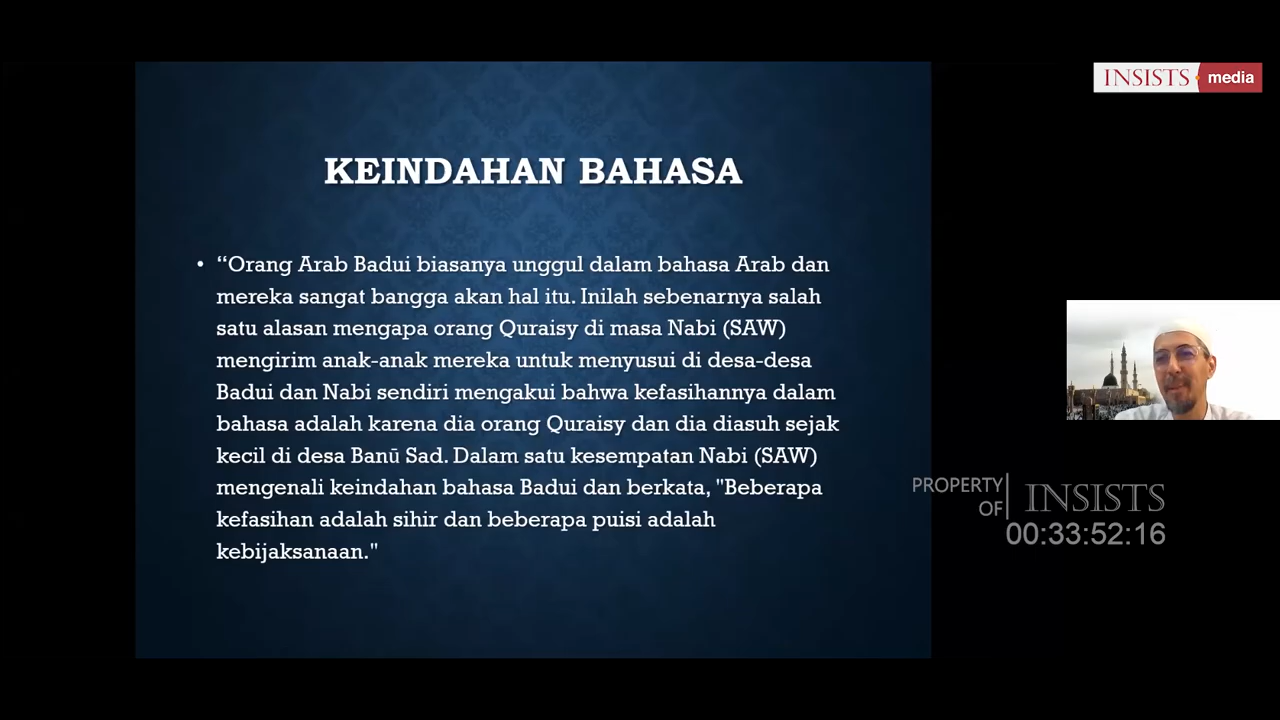 INSISTS media
KEINDAHAN BAHASA
• “Orang Arab Badui biasanya unggul dalam bahasa Arab dan
mereka sangat bangga akan hal itu. Inilah sebenarnya salah
satu alasan mengapa orang Quraisy di masa Nabi (SAW)
mengirim anak-anak mereka untuk menyusui di desa-desa
Badui dan Nabi sendiri mengakui bahwa kefasihannya dalam
bahasa adalah karena dia orang Quraisy dan dia diasuh sejak
kecil di desa Banū Sad. Dalam satu kesempatan Nabi (SAW)
mengenali keindahan bahasa Badui dan berkata, "Beberapa
kefasihan adalah sihir dan beberapa puisi adalah
kebijaksanaan."
PROPERTY
OF
INSISTS
00:33:52:16